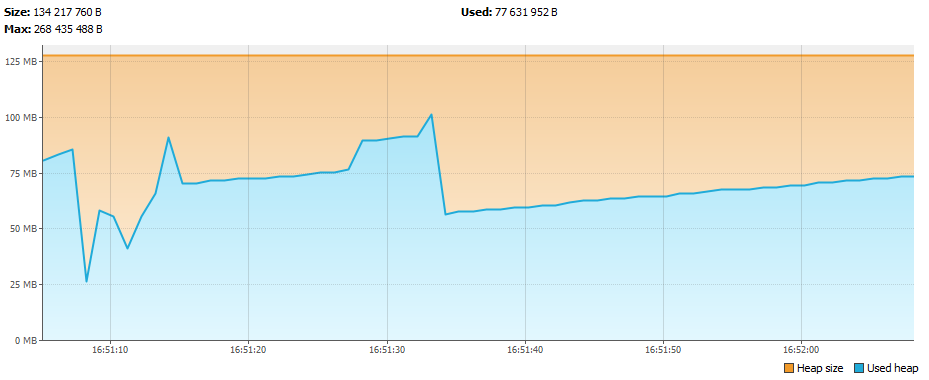 Size: 134 217 760 B Used: 77 631 952 B
Max: 268 435 488 B
125 MB
100 MB
75 MB
50 MB
25 MB
0 MB
16:51:10 16:51:20 16:51:30 16:51:40 16:51:50 16:52:00
Heap size Used heap